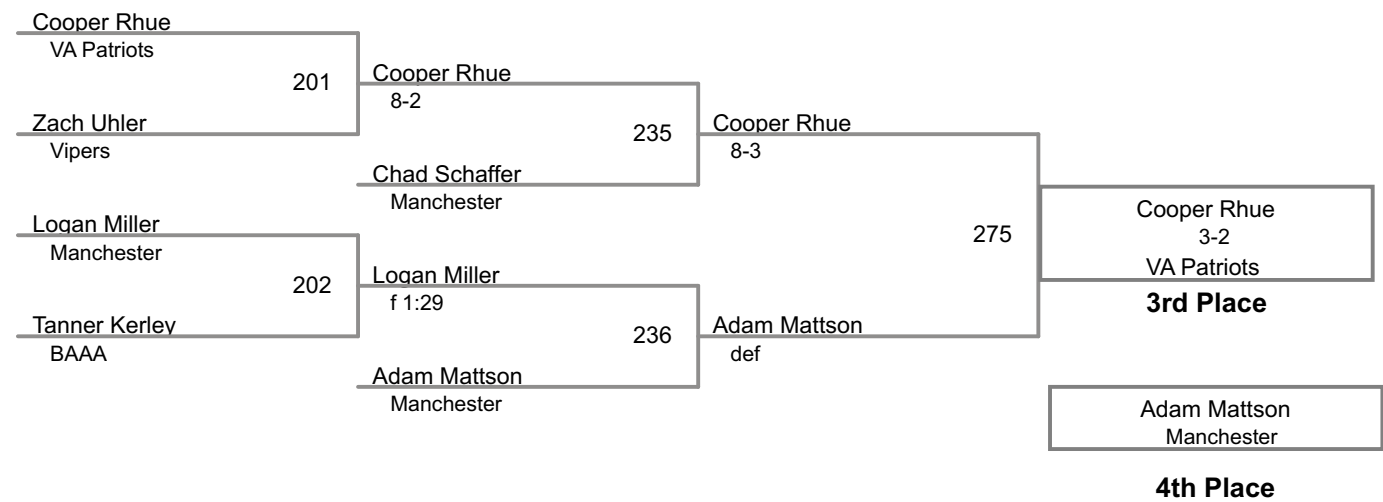 Cooper Rhue
VA Patriots
201
Zach Uhler
Vipers
Logan Miller
Manchester
202
Tanner Kerley
BAAA
Cooper Rhue
8-2
235
Chad Schaffer
Manchester
Logan Miller
f 1:29
236
Adam Mattson
Manchester
Cooper Rhue
8-3
275
Adam Mattson
def
Cooper Rhue
3-2
VA Patriots
3rd Place
Adam Mattson
Manchester
4th Place